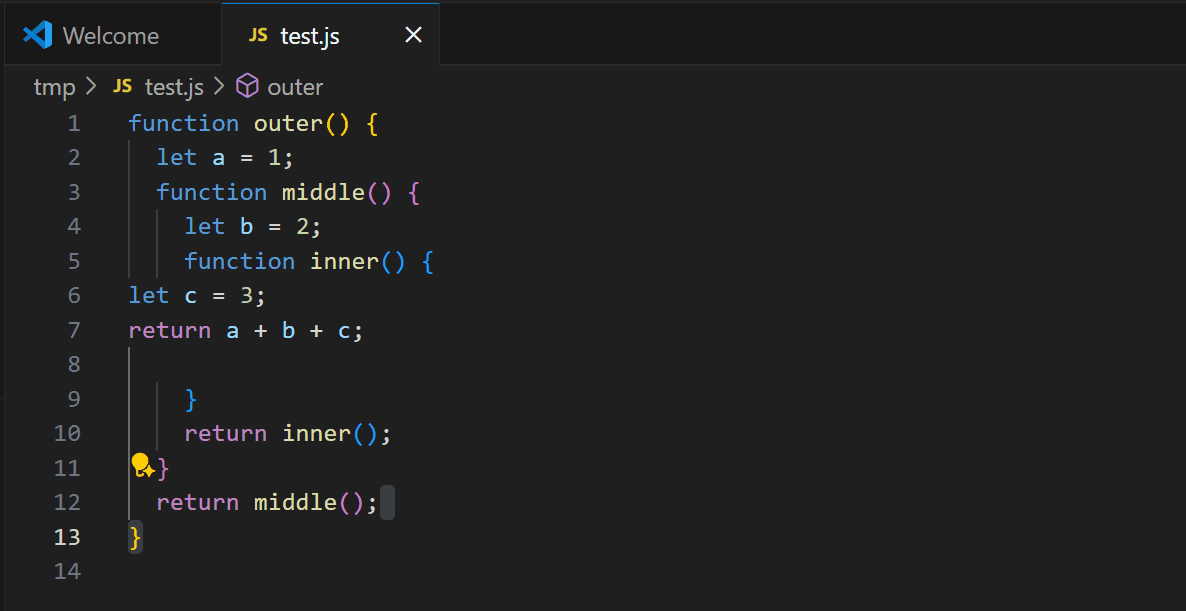 Welcome JS test.js
tmp > JS test.js > outer
1 function outer() {
2   let a = 1;
3   function middle() {
4     let b = 2;
5     function inner() {
6 let c = 3;
7 return a + b + c;
8
9     }
10     return inner();
11   }
12   return middle();
13 }
14